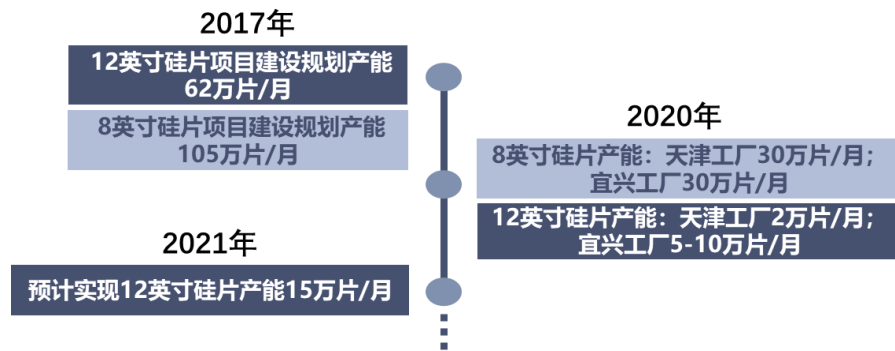 2017年
12英寸硅片项目建设规划产能
62万片/月
8英寸硅片项目建设规划产能
105万片/月
2020年
8英寸硅片产能：天津工厂30万片/月；
宜兴工厂30万片/月
12英寸硅片产能：天津工厂2万片/月；
宜兴工厂5-10万片/月
2021年
预计实现12英寸硅片产能15万片/月